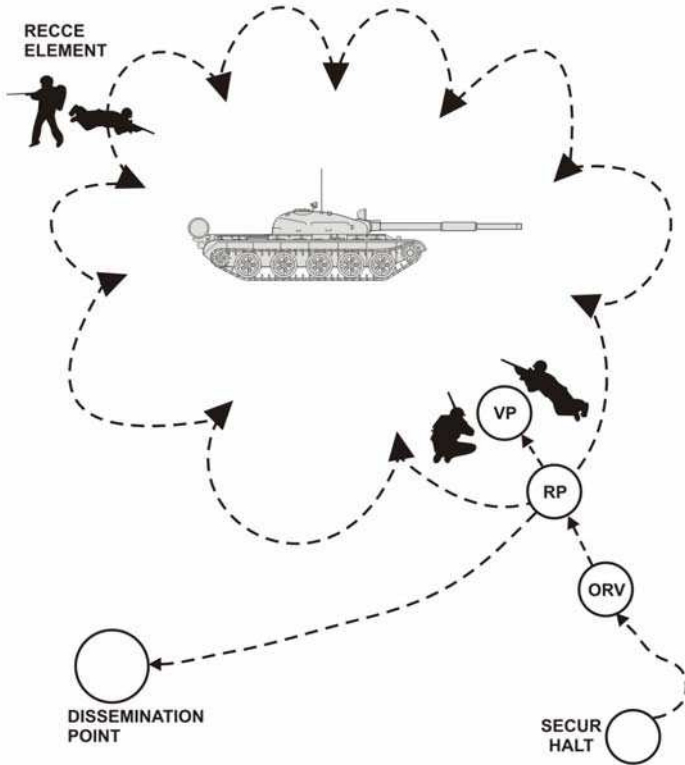 RECCE
ELEMENT
VP
RP
ORV
DISSEMINATION
POINT
SECUR
HALT